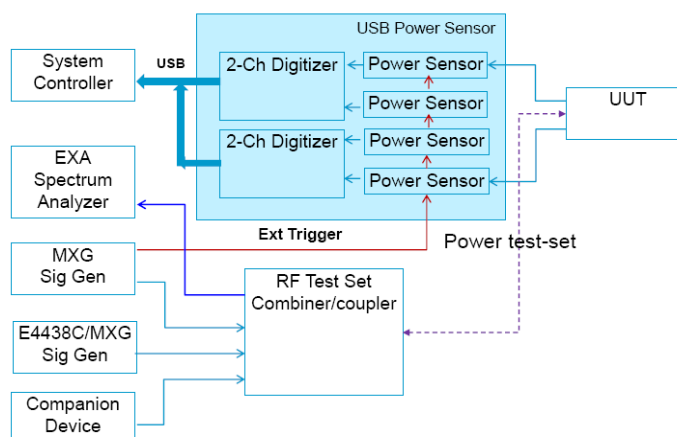 USB Power Sensor
System
Controller
USB
2-Ch Digitizer
Power Sensor
Power Sensor
UUT
2-Ch Digitizer
Power Sensor
Power Sensor
EXA
Spectrum
Analyzer
Ext Trigger
Power test-set
MXG
Sig Gen
RF Test Set
Combiner/coupler
E4438C/MXG
Sig Gen
Companion
Device